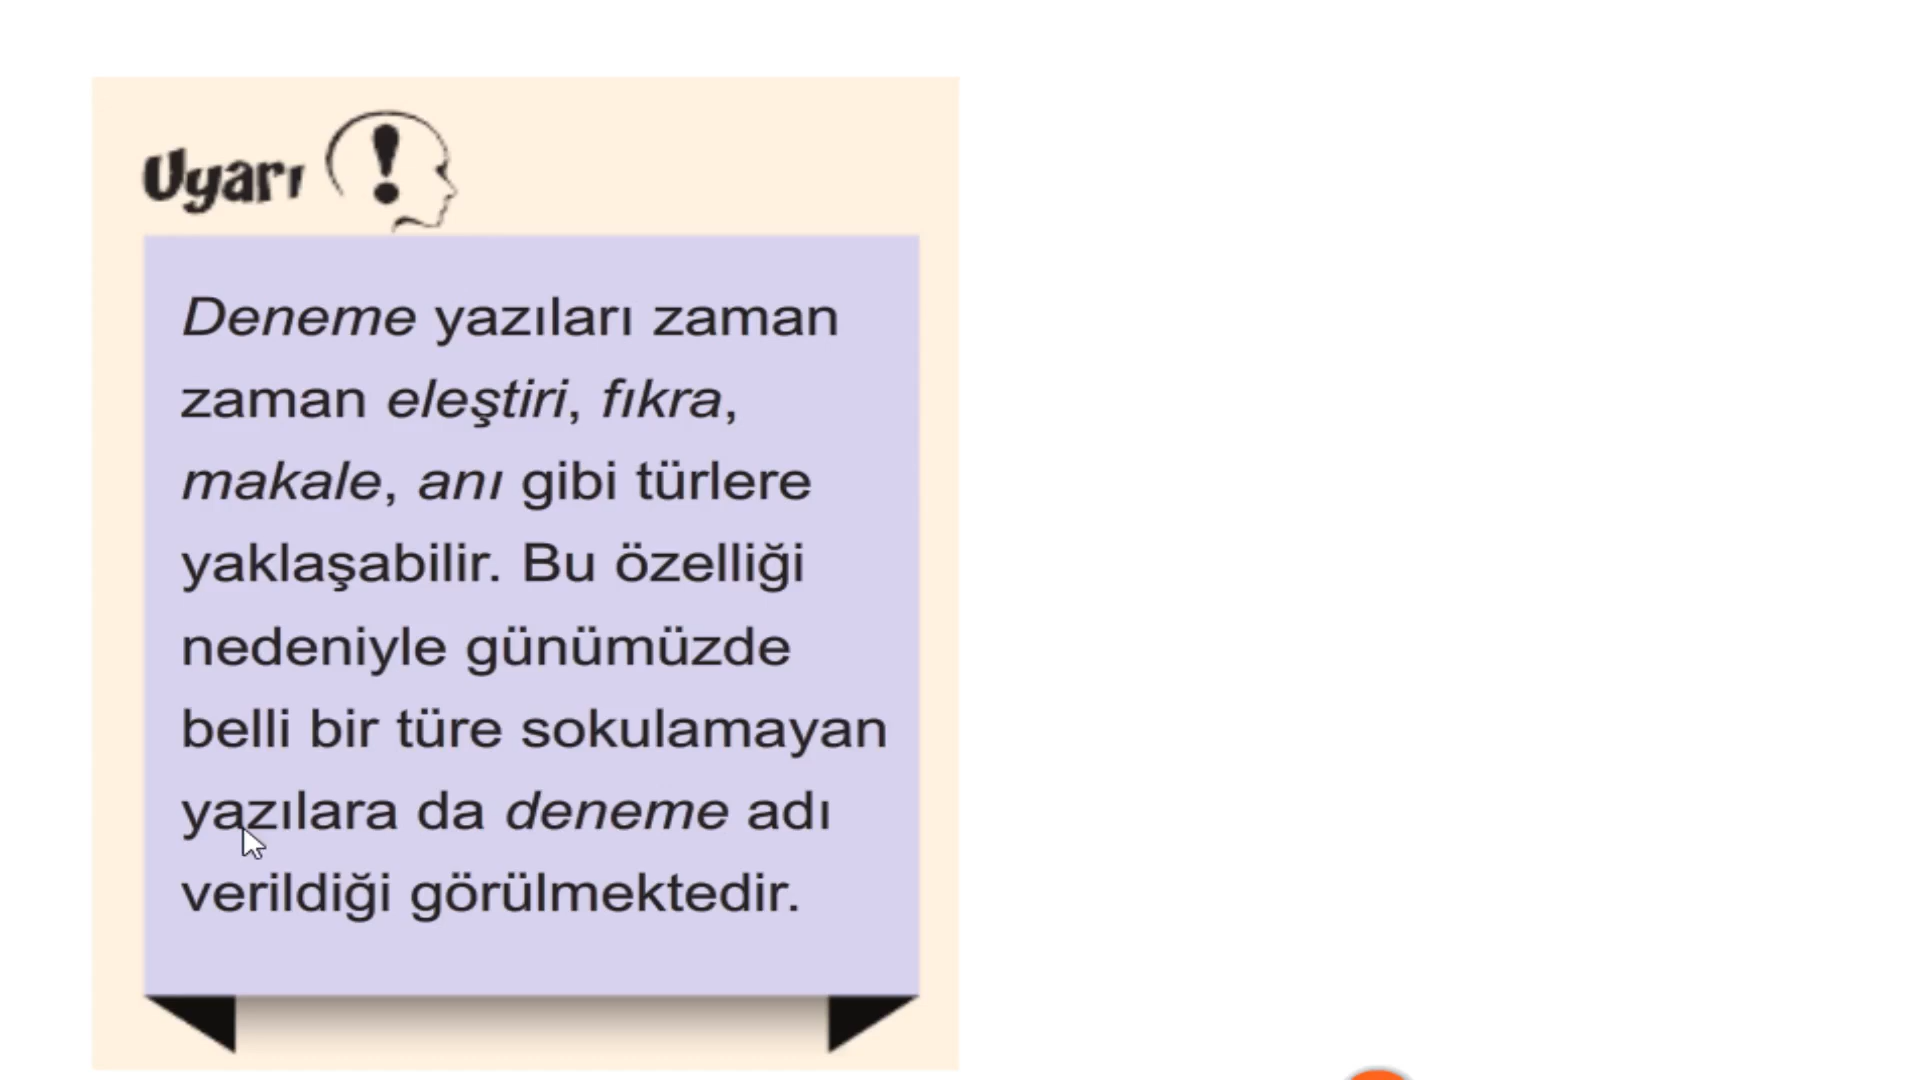 Uyarı
Deneme yazıları zaman
zaman eleştiri, fıkra,
makale, anı gibi türlere
yaklaşabilir. Bu özelliği
nedeniyle günümüzde
belli bir türe sokulamayan
yazılara da deneme adı
verildiği görülmektedir.